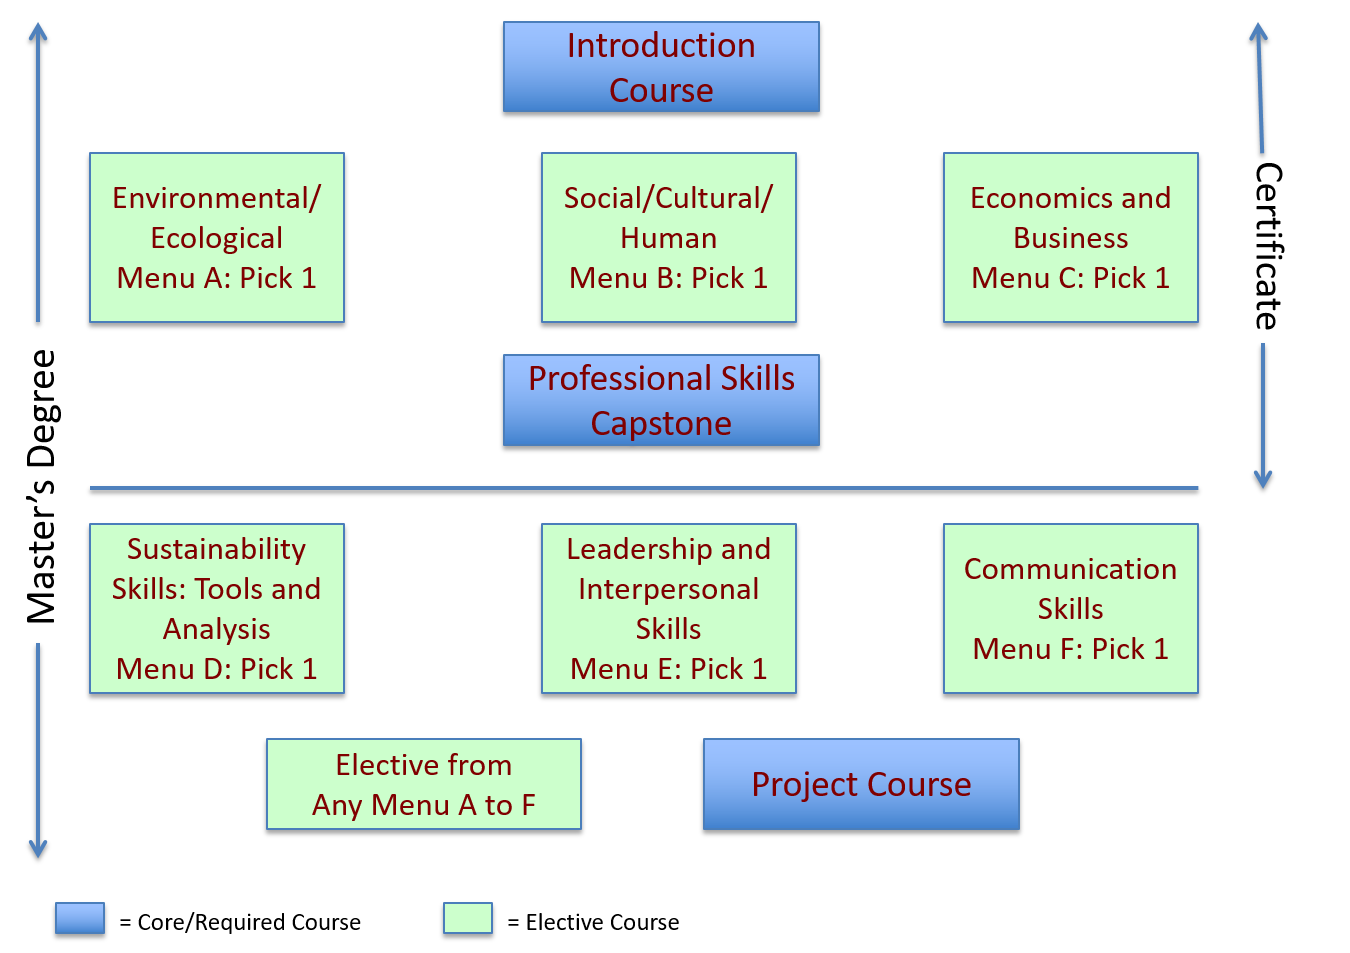 Introduction
Course
Environmental/
Ecological
Menu A: Pick 1
Social/Cultural/
Human
Menu B: Pick 1
Economics and
Business
Menu C: Pick 1
Certificate
Professional Skills
Capstone
Master’s Degree
Sustainability
Skills: Tools and
Analysis
Menu D: Pick 1
Leadership and
Interpersonal
Skills
Menu E: Pick 1
Communication
Skills
Menu F: Pick 1
Elective from
Any Menu A to F
Project Course
= Core/Required Course
= Elective Course